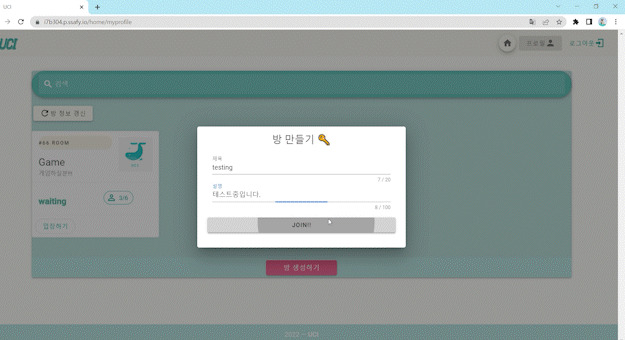 UCI
i7b304.p.ssafy.io/home/myprofile
UCI
프로필
로그아웃
검색
방 정보 갱신
466 ROOM
Game
게임하실분만
waiting
3/6
입장하기
방 만들기
제목
testing
7 / 20
설명
테스트중입니다.
8 / 100
JOIN!!
방 생성하기
2022 — UCI